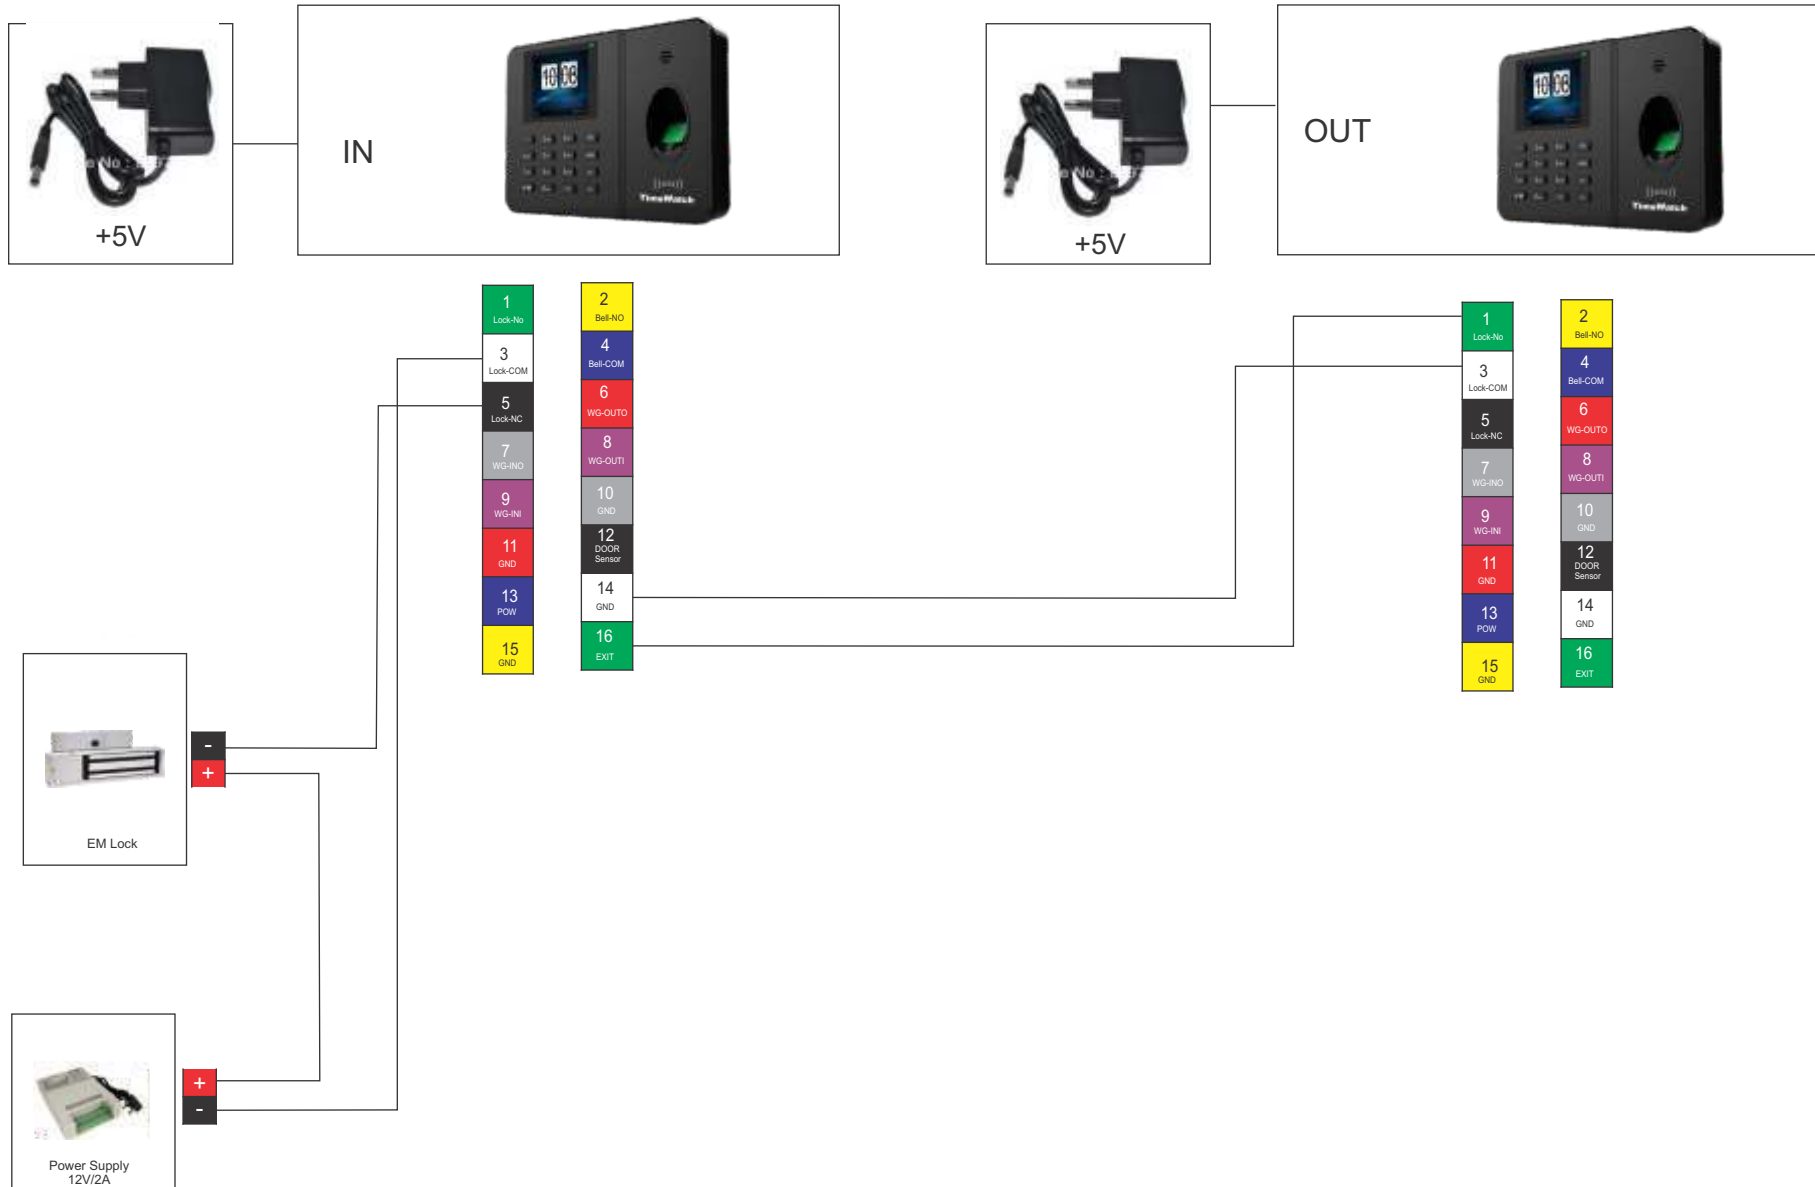 +5V
IN
10 08
TimeWatch
+5V
OUT
10 08
TimeWatch
1
Lock-No
3
Lock-COM
5
Lock-NC
7
WG-INO
9
WG-INI
11
GND
13
POW
15
GND
2
Bell-NO
4
Bell-COM
6
WG-OUTO
8
WG-OUTI
10
GND
12
DOOR
Sensor
14
GND
16
EXIT
1
Lock-No
3
Lock-COM
5
Lock-NC
7
WG-INO
9
WG-INI
11
GND
13
POW
15
GND
2
Bell-NO
4
Bell-COM
6
WG-OUTO
8
WG-OUTI
10
GND
12
DOOR
Sensor
14
GND
16
EXIT
-
+
EM Lock
+
-
Power Supply
12V/2A